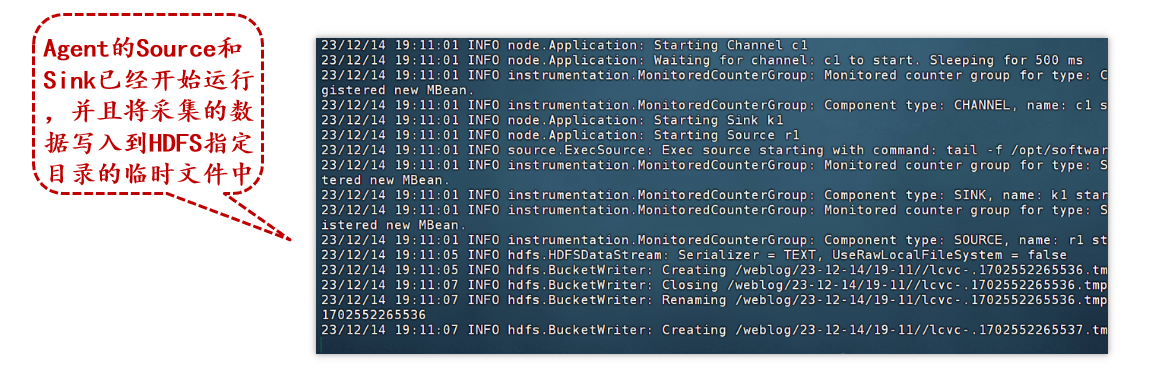 Agent的Source和
Sink已经开始运行
，并且将采集的数
据写入到HDFS指定
目录的临时文件中
23/12/14 19:11:01 INFO node.Application: Starting Channel c1
23/12/14 19:11:01 INFO node.Application: Waiting for channel: c1 to start. Sleeping for 500 ms
23/12/14 19:11:01 INFO instrumentation.MonitoredCounterGroup: Monitored counter group for type: C
gistered new MBean.
23/12/14 19:11:01 INFO instrumentation.MonitoredCounterGroup: Component type: CHANNEL, name: c1 s
23/12/14 19:11:01 INFO node.Application: Starting Sink k1
23/12/14 19:11:01 INFO node.Application: Starting Source r1
23/12/14 19:11:01 INFO source.ExecSource: Exec source starting with command: tail -f /opt/softwar
23/12/14 19:11:01 INFO instrumentation.MonitoredCounterGroup: Monitored counter group for type: S
tered new MBean.
23/12/14 19:11:01 INFO instrumentation.MonitoredCounterGroup: Component type: SINK, name: k1 star
23/12/14 19:11:01 INFO instrumentation.MonitoredCounterGroup: Monitored counter group for type: S
istered new MBean.
23/12/14 19:11:01 INFO instrumentation.MonitoredCounterGroup: Component type: SOURCE, name: r1 st
23/12/14 19:11:05 INFO hdfs.HDFSDataStream: Serializer = TEXT, UseRawLocalFileSystem = false
23/12/14 19:11:05 INFO hdfs.BucketWriter: Creating /weblog/23-12-14/19-11//lcvc-.1702552265536.tm
23/12/14 19:11:07 INFO hdfs.BucketWriter: Closing /weblog/23-12-14/19-11//lcvc-.1702552265536.tmp
23/12/14 19:11:07 INFO hdfs.BucketWriter: Renaming /weblog/23-12-14/19-11/lcvc-.1702552265536.tmp
1702552265536
23/12/14 19:11:07 INFO hdfs.BucketWriter: Creating /weblog/23-12-14/19-11//lcvc-.1702552265537.tm